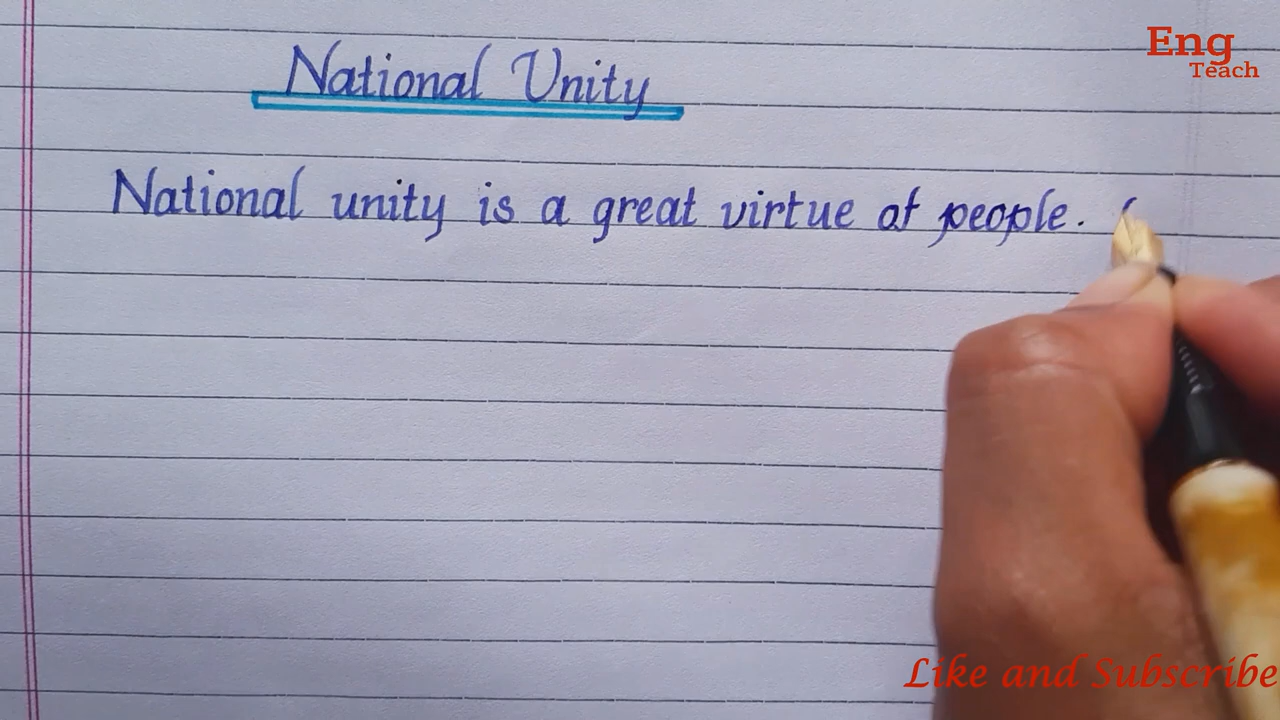 National Unity
Eng
Teach
National unity is a great virtue of people.
Like and Subscribe